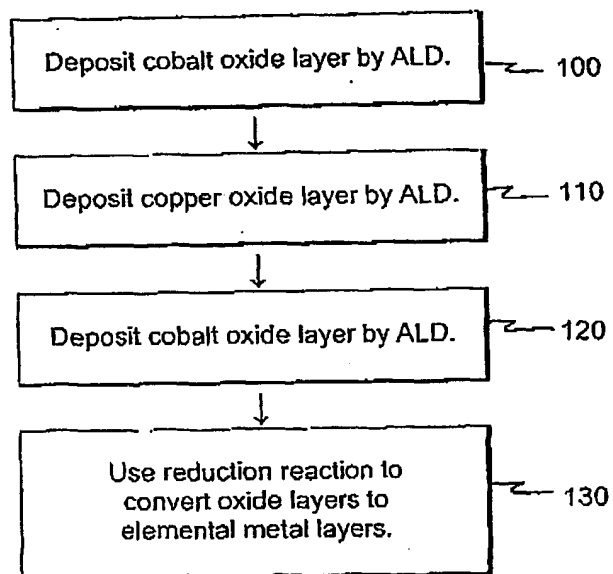 Deposit cobalt oxide layer by ALD.
100
Deposit copper oxide layer by ALD.
110
Deposit cobalt oxide layer by ALD.
120
Use reduction reaction to
convert oxide layers to
elemental metal layers.
130